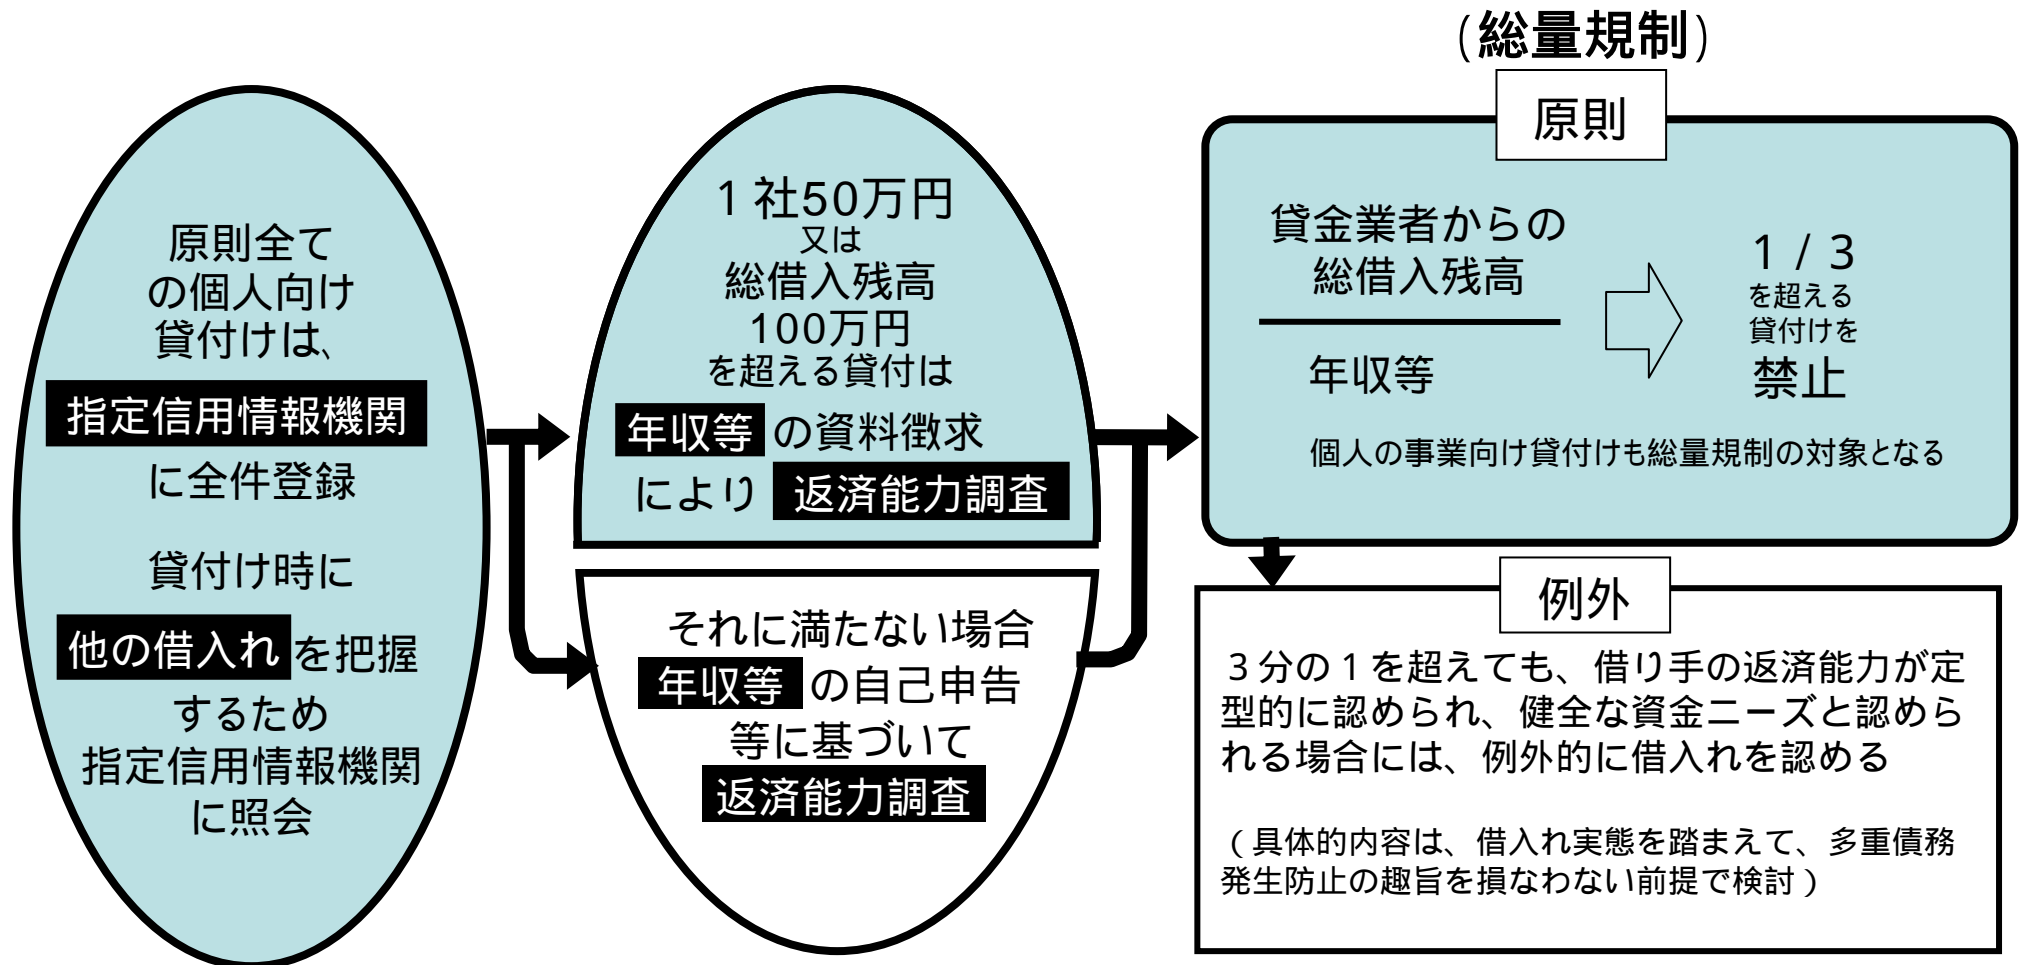 (総量規制)
原則全て
の個人向け
貸付けは、
指定信用情報機関
に全件登録
貸付け時に
他の借入れを把握
するため
指定信用情報機関
に照会
１社50万円
又は
総借入残高
100万円
を超える貸付は
年収等の資料徴求
により 返済能力調査
それに満たない場合
年収等の自己申告
等に基づいて
返済能力調査
原則
貸金業者からの
総借入残高
年収等
１/３
を超える
貸付けを
禁止
個人の事業向け貸付けも総量規制の対象となる
例外
３分の１を超えても、借り手の返済能力が定
型的に認められ、健全な資金ニーズと認めら
れる場合には、例外的に借入れを認める
（具体的内容は、借入れ実態を踏まえて、多重債務
発生防止の趣旨を損なわない前提で検討）